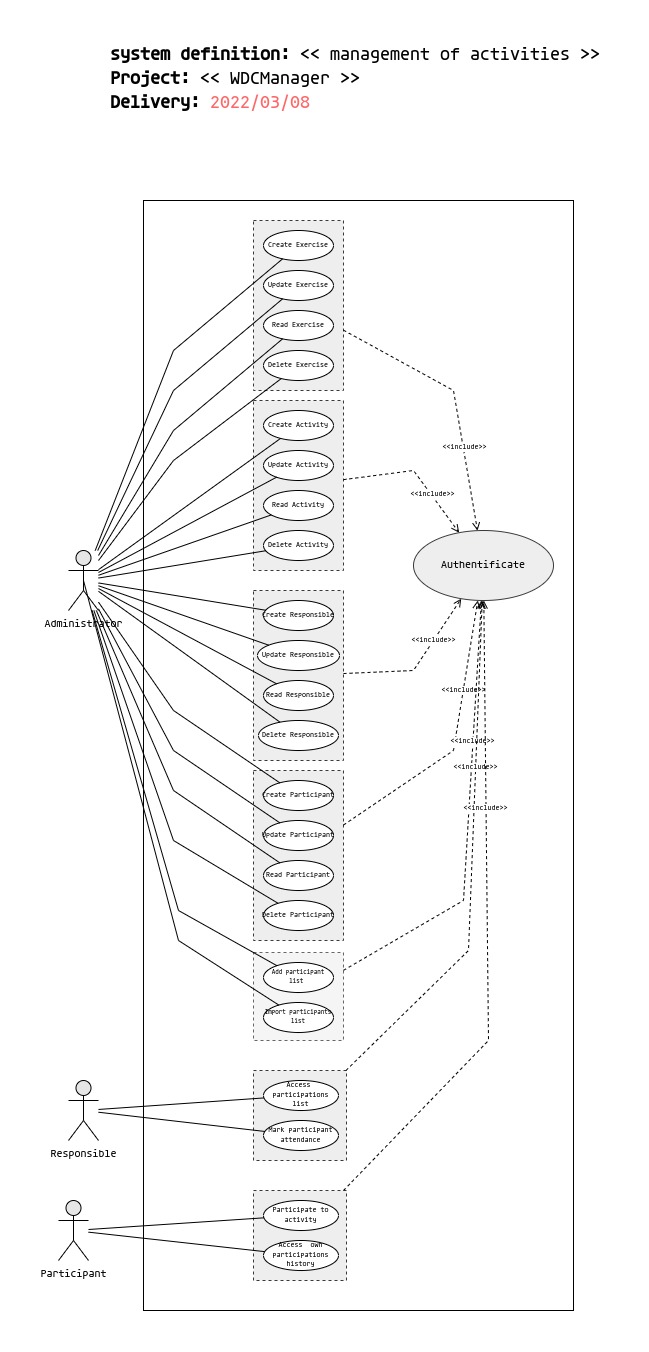 system definition: << management of activities >>
Project: << WDCManager >>
Delivery: 2022/03/08
Create Exercise
Update Exercise
Read Exercise
Delete Exercise
Create Activity
Update Activity
Read Activity
Delete Activity
Create Responsible
Update Responsible
Read Responsible
Delete Responsible
Create Participant
Update Participant
Read Participant
Delete Participant
Add participant
list
Import participants
list
Access
participations
list
Mark participant
attendance
Participate to
activity
Access own
participations
history
<<include>>
<<include>>
Authentificate
<<include>>
<<include>>
<<include>>
<<include>>
<<include>>
Administrator
Responsible
Participant